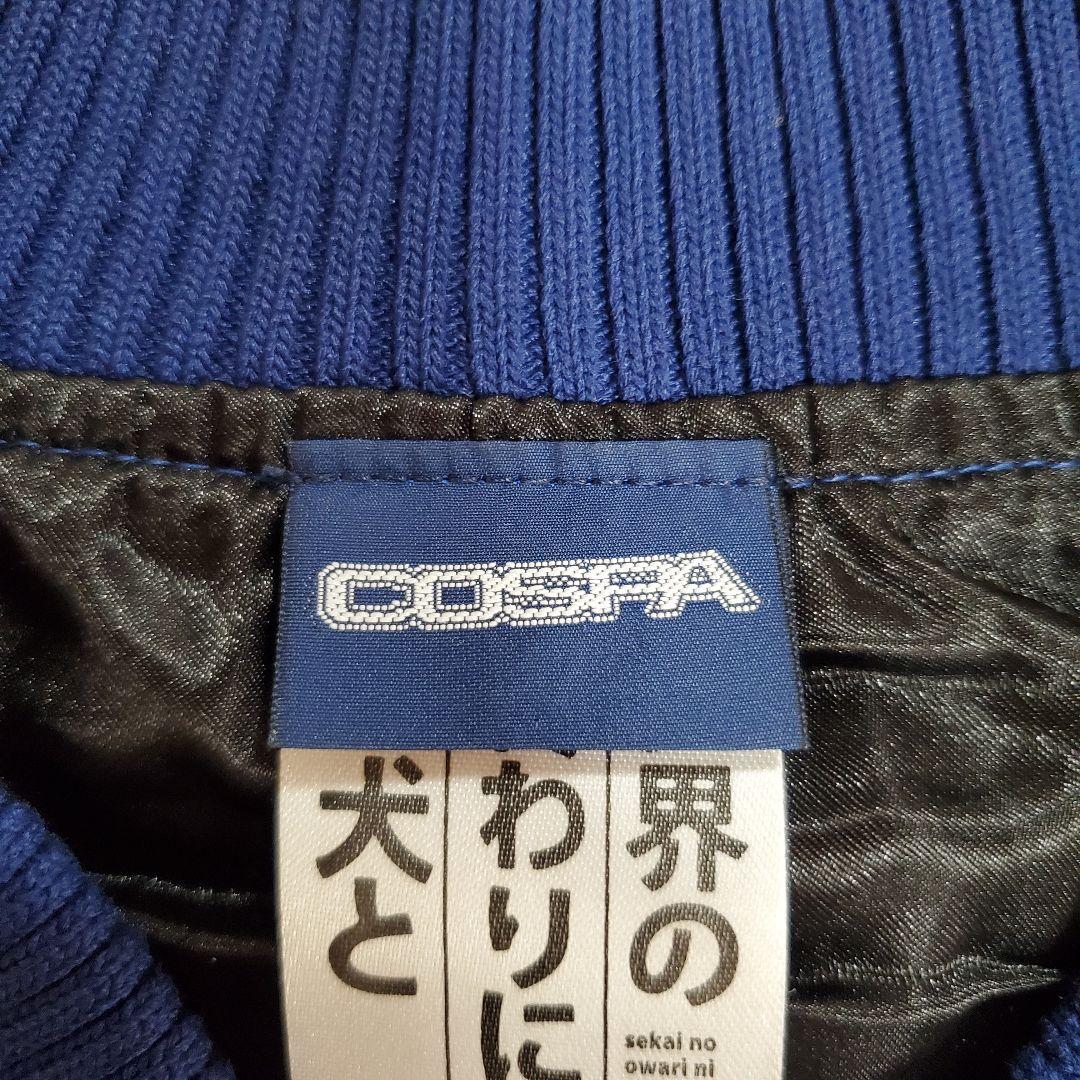 COSPA
界の
わりに
犬と
sekai no
owari ni